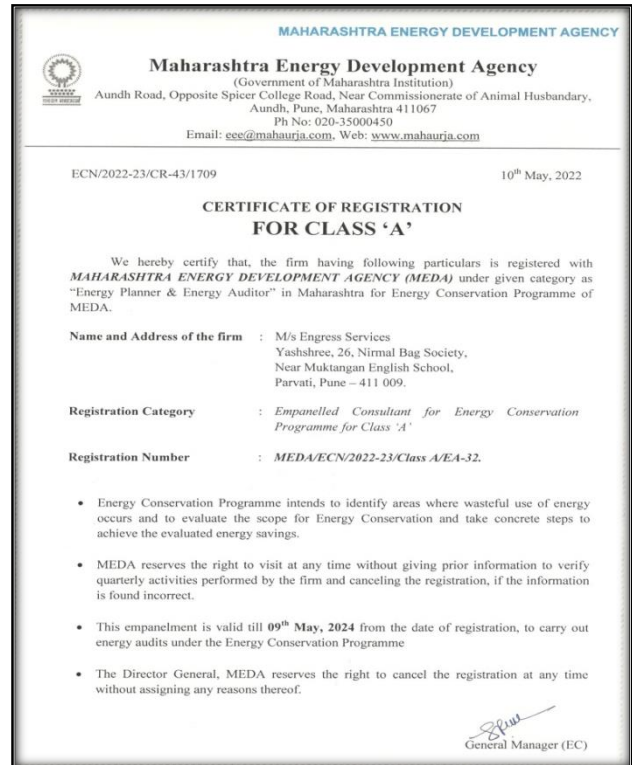 MAHARASHTRA ENERGY DEVELOPMENT AGENCY
Maharashtra Energy Development Agency
(Government of Maharashtra Institution)
Aundh Road, Opposite Spicer College Road, Near Commissionerate of Animal Husbandary,
Aundh, Pune, Maharashtra 411067
Ph No: 020-35000450
Email: eee@mahaurja.com, Web: www.mahaurja.com
ECN/2022-23/CR-43/1709 10th May, 2022
CERTIFICATE OF REGISTRATION
FOR CLASS ‘A’
We hereby certify that, the firm having following particulars is registered with
MAHARASHTRA ENERGY DEVELOPMENT AGENCY (MEDA) under given category as
“Energy Planner & Energy Auditor” in Maharashtra for Energy Conservation Programme of
MEDA.
Name and Address of the firm : M/s Engress Services
Yashshree, 26, Nirmal Bag Society,
Near Muktangan English School,
Parvati, Pune – 411 009.
Registration Category : Empanelled Consultant for Energy Conservation
Programme for Class ‘A’
Registration Number : MEDA/ECN/2022-23/Class A/EA-32.
• Energy Conservation Programme intends to identify areas where wasteful use of energy
occurs and to evaluate the scope for Energy Conservation and take concrete steps to
achieve the evaluated energy savings.
• MEDA reserves the right to visit at any time without giving prior information to verify
quarterly activities performed by the firm and canceling the registration, if the information
is found incorrect.
• This empanelment is valid till 09th May, 2024 from the date of registration, to carry out
energy audits under the Energy Conservation Programme
• The Director General, MEDA reserves the right to cancel the registration at any time
without assigning any reasons thereof.
General Manager (EC)